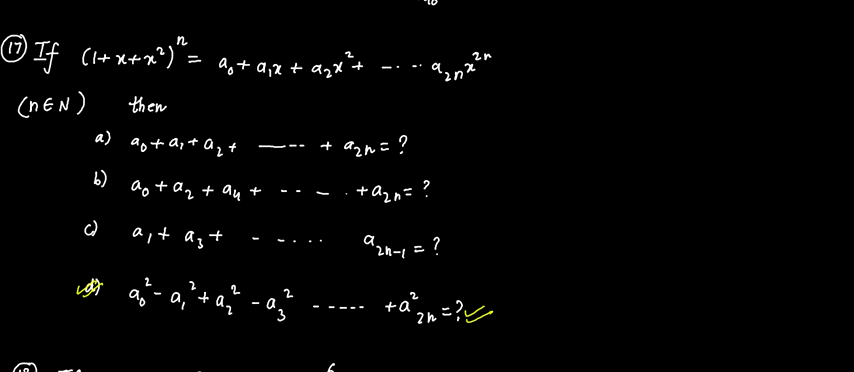 (17) If (1+x+x²)ⁿ = a₀ + a₁x + a₂x² + - . - .. a₂ₙx²ⁿ
(n∈N) then
a) a₀ + a₁ + a₂ + —--- + a₂ₙ = ?
b) a₀ + a₂ + a₄ + -- — . + a₂ₙ = ?
c) a₁ + a₃ + - --... a₂ₙ₋₁ = ?
d) a₀² - a₁² + a₂² - a₃² ----- + a²₂ₙ = ?